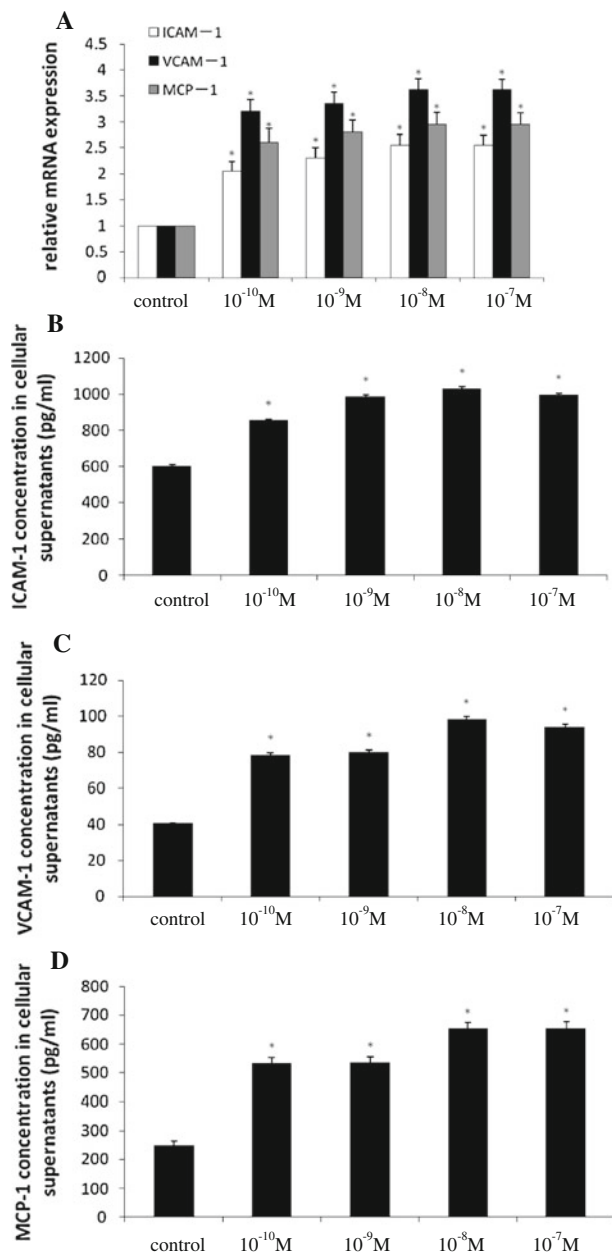 A
ICAM−1
VCAM−1
MCP−1
relative mRNA expression
4.5
4
3.5
3
2.5
2
1.5
1
0.5
0
* * * * * * * * * * * *
control 10⁻¹⁰M 10⁻⁹M 10⁻⁸M 10⁻⁷M
B
ICAM-1 concentration in cellular
supernatants (pg/ml)
1200
1000
800
600
400
200
0
* * * *
control 10⁻¹⁰M 10⁻⁹M 10⁻⁸M 10⁻⁷M
C
VCAM-1 concentration in cellular
supernatants (pg/ml)
120
100
80
60
40
20
0
* * * *
control 10⁻¹⁰M 10⁻⁹M 10⁻⁸M 10⁻⁷M
D
MCP-1 concentration in cellular
supernatants (pg/ml)
800
700
600
500
400
300
200
100
0
* * * *
control 10⁻¹⁰M 10⁻⁹M 10⁻⁸M 10⁻⁷M